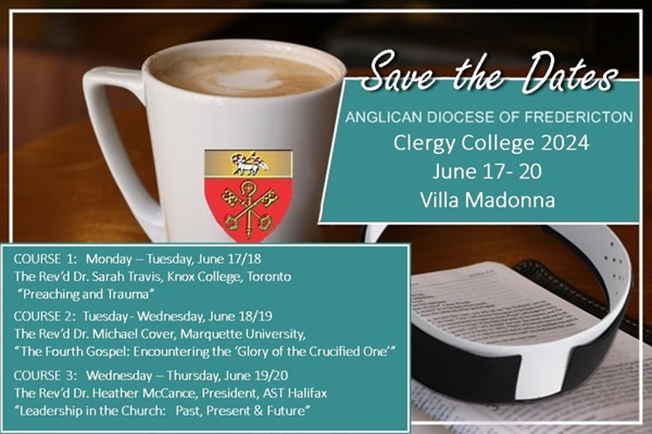 Save the Dates
ANGLICAN DIOCESE OF FREDERICTON
Clergy College 2024
June 17- 20
Villa Madonna
COURSE 1: Monday – Tuesday, June 17/18
The Rev'd Dr. Sarah Travis, Knox College, Toronto
"Preaching and Trauma"
COURSE 2: Tuesday- Wednesday, June 18/19
The Rev'd Dr. Michael Cover, Marquette University,
"The Fourth Gospel: Encountering the 'Glory of the Crucified One'"
COURSE 3: Wednesday – Thursday, June 19/20
The Rev'd Dr. Heather McCance, President, AST Halifax
"Leadership in the Church: Past, Present & Future"